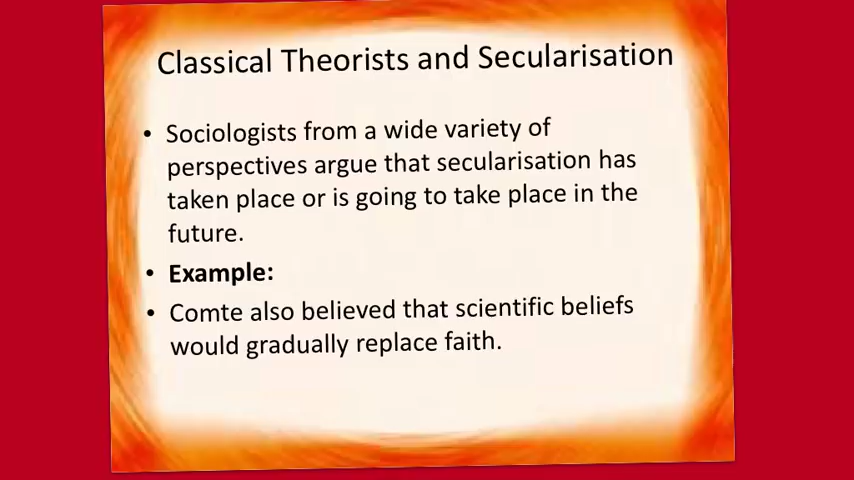 Classical Theorists and Secularisation
• Sociologists from a wide variety of
perspectives argue that secularisation has
taken place or is going to take place in the
future.
• Example:
• Comte also believed that scientific beliefs
would gradually replace faith.